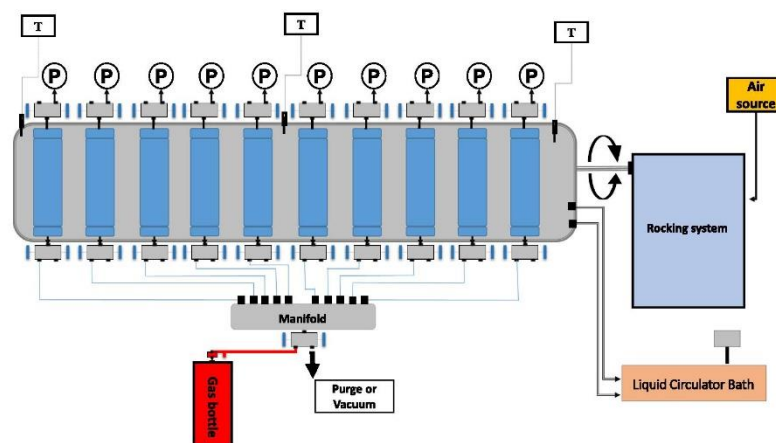 T
T
T
P P P P P P P P P P
Air
source
Rocking system
Manifold
Gas bottle
Purge or
Vacuum
Liquid Circulator Bath